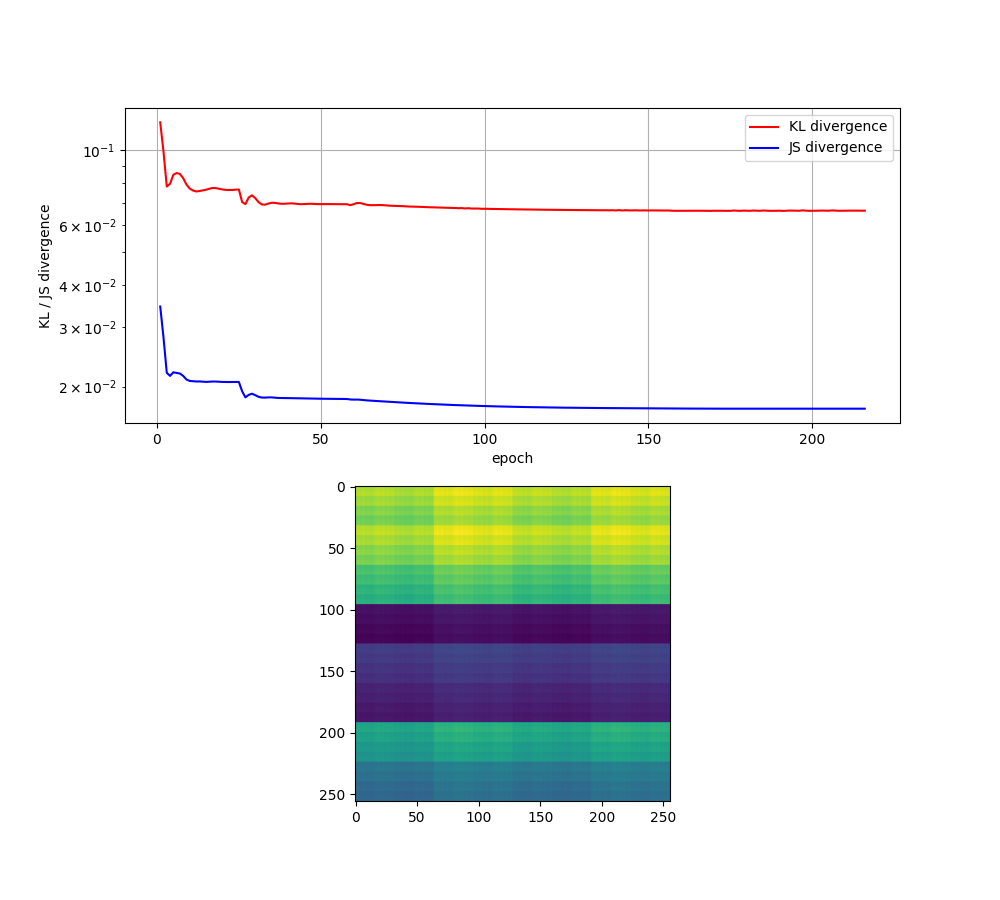 KL / JS divergence
10⁻¹
6 × 10⁻²
4 × 10⁻²
3 × 10⁻²
2 × 10⁻²
KL divergence
JS divergence
0 50 100 150 200
epoch
0
50
100
150
200
250
0 50 100 150 200 250